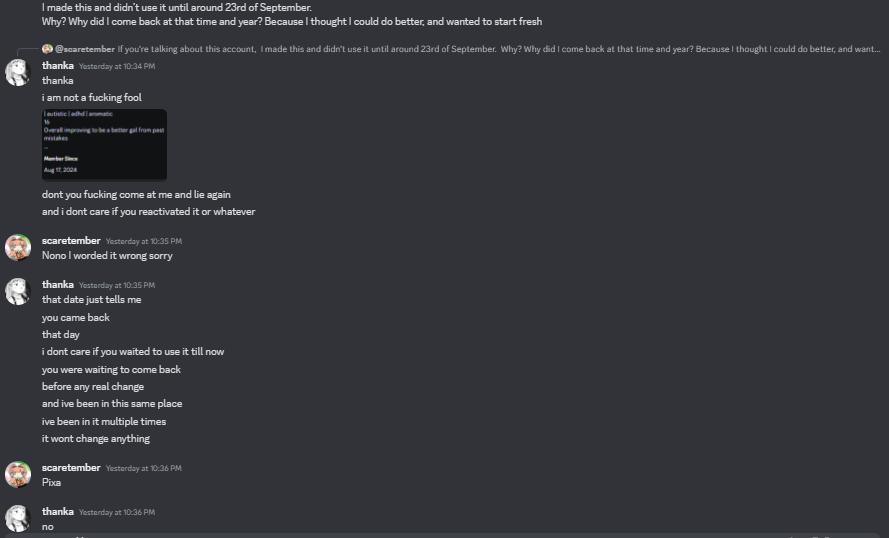 I made this and didn't use it until around 23rd of September.
Why? Why did I come back at that time and year? Because I thought I could do better, and wanted to start fresh
@scaretember If you're talking about this account, I made this and didn't use it until around 23rd of September. Why? Why did I come back at that time and year? Because I thought I could do better, and want...
thanka Yesterday at 10:34 PM
thanka
i am not a fucking fool
| autistic | adhd | aromatic
16
Overall improving to be a better gal from past
mistakes
--
Member Since
Aug 17, 2024
dont you fucking come at me and lie again
and i dont care if you reactivated it or whatever
scaretember Yesterday at 10:35 PM
Nono I worded it wrong sorry
thanka Yesterday at 10:35 PM
that date just tells me
you came back
that day
i dont care if you waited to use it till now
you were waiting to come back
before any real change
and ive been in this same place
ive been in it multiple times
it wont change anything
scaretember Yesterday at 10:36 PM
Pixa
thanka Yesterday at 10:36 PM
no